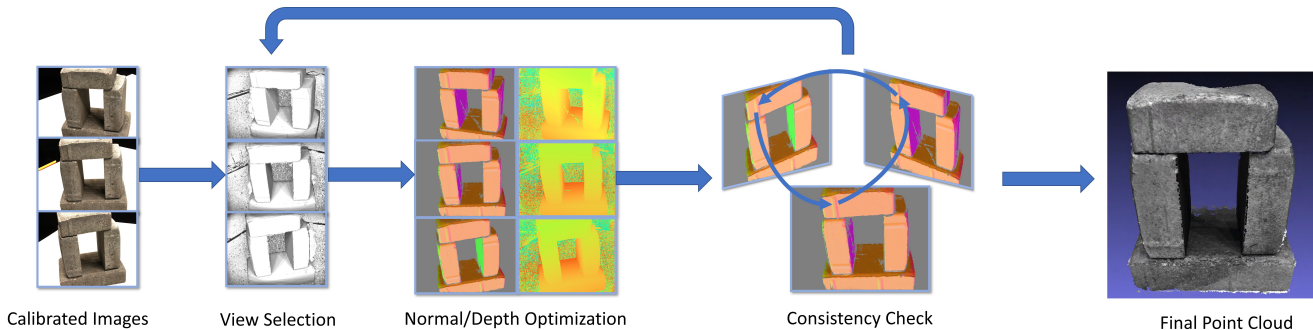 Calibrated Images
View Selection
Normal/Depth Optimization
Consistency Check
Final Point Cloud